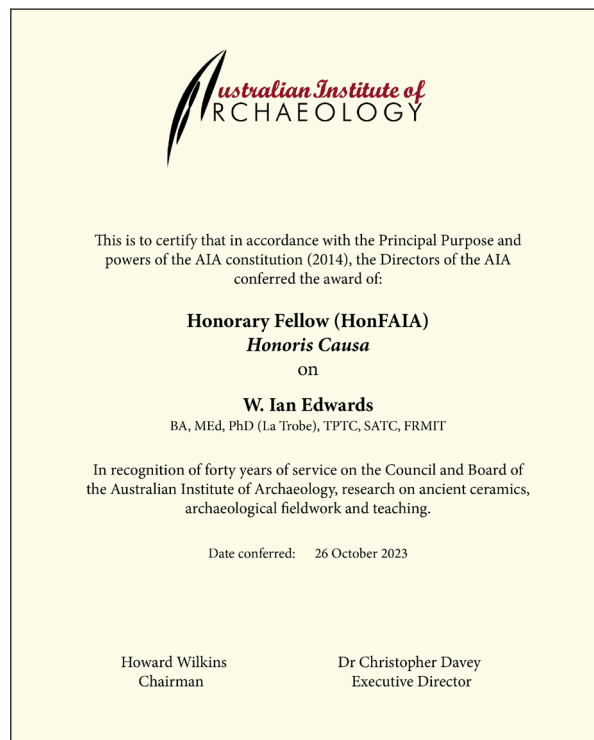 Australian Institute of
ARCHAEOLOGY
This is to certify that in accordance with the Principal Purpose and
powers of the AIA constitution (2014), the Directors of the AIA
conferred the award of:
Honorary Fellow (HonFAIA)
Honoris Causa
on
W. Ian Edwards
BA, MEd, PhD (La Trobe), TPTC, SATC, FRMIT
In recognition of forty years of service on the Council and Board of
the Australian Institute of Archaeology, research on ancient ceramics,
archaeological fieldwork and teaching.
Date conferred: 26 October 2023
Howard Wilkins Dr Christopher Davey
Chairman Executive Director